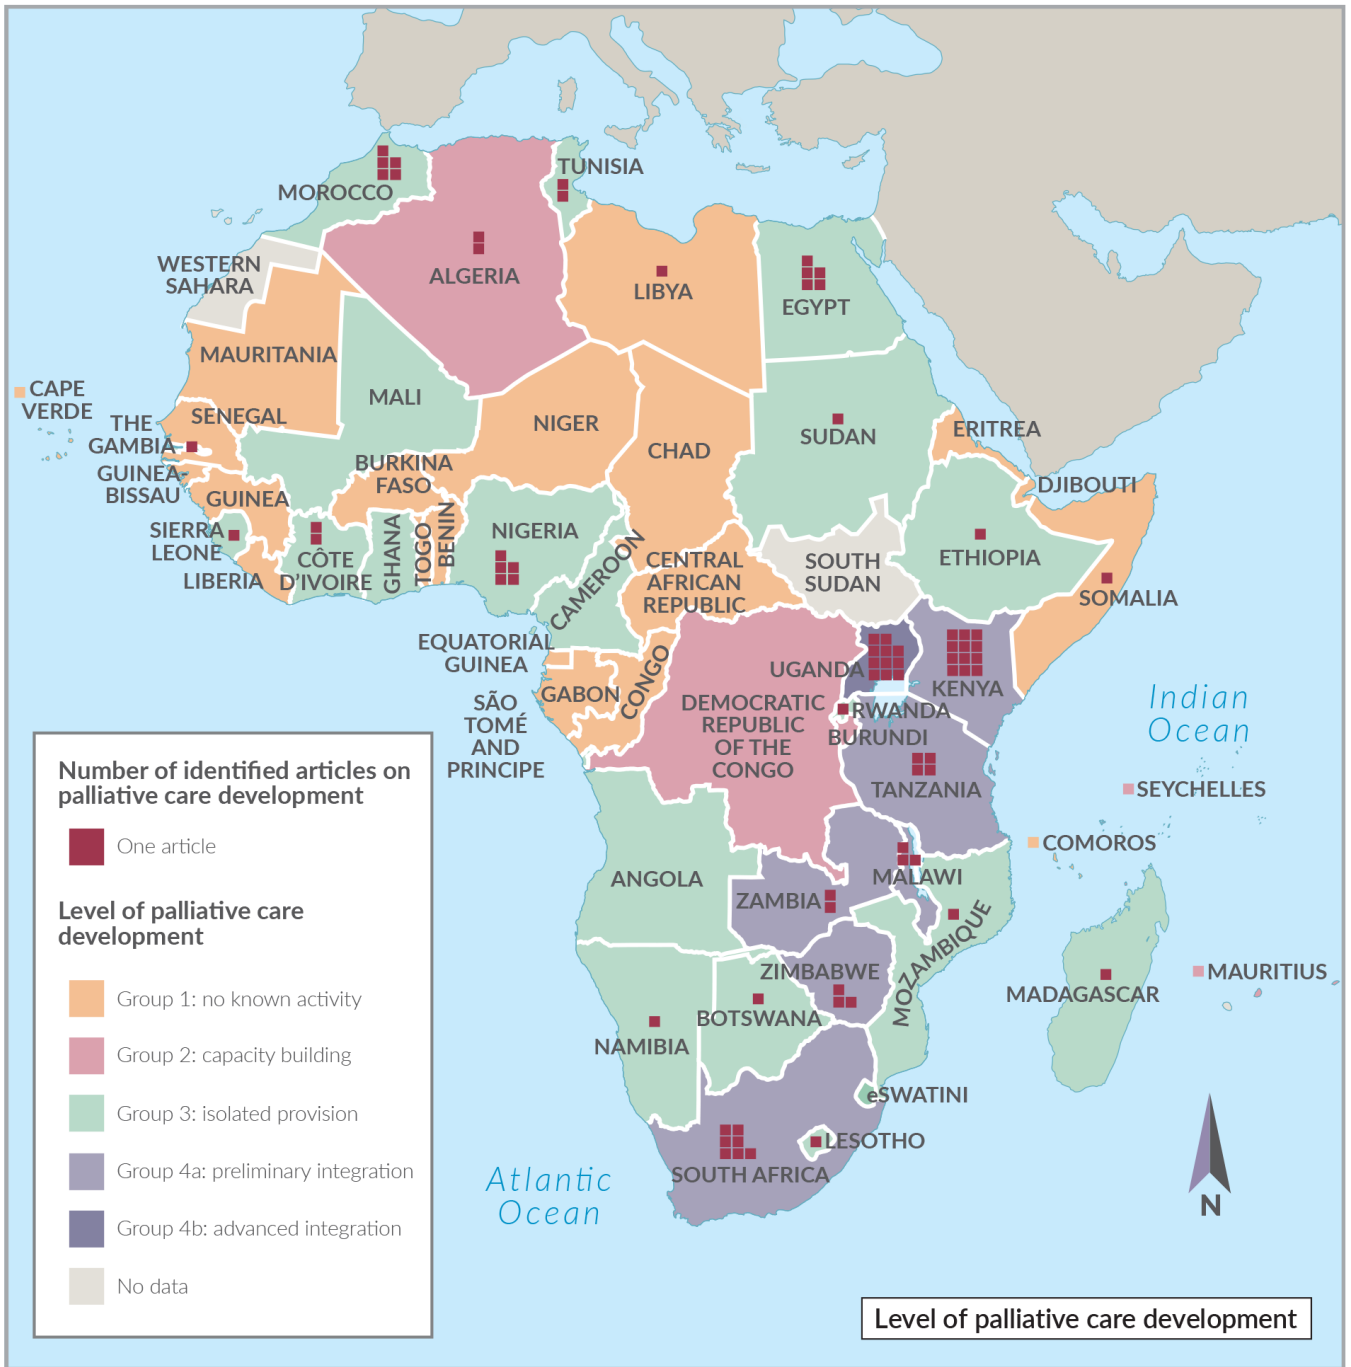 TUNISIA
MOROCCO
ALGERIA
LIBYA
EGYPT
WESTERN
SAHARA
MAURITANIA
MALI
NIGER
CHAD
SUDAN
ERITREA
DJIBOUTI
CAPE
VERDE
SENEGAL
THE
GAMBIA
GUINEA-
BISSAU
GUINEA
BURKINA
FASO
SIERRA
LEONE
LIBERIA
CÔTE
D’IVOIRE
GHANA
TOGO
BENIN
NIGERIA
CAMEROON
CENTRAL
AFRICAN
REPUBLIC
SOUTH
SUDAN
ETHIOPIA
SOMALIA
EQUATORIAL
GUINEA
SÃO
TOMÉ
AND
PRINCIPE
GABON
CONGO
DEMOCRATIC
REPUBLIC
OF THE
CONGO
UGANDA
KENYA
RWANDA
BURUNDI
TANZANIA
Indian
Ocean
SEYCHELLES
COMOROS
ANGOLA
ZAMBIA
MALAWI
MOZAMBIQUE
ZIMBABWE
MADAGASCAR
MAURITIUS
NAMIBIA
BOTSWANA
eSWATINI
LESOTHO
SOUTH AFRICA
Atlantic
Ocean
N
Number of identified articles on
palliative care development
One article
Level of palliative care
development
Group 1: no known activity
Group 2: capacity building
Group 3: isolated provision
Group 4a: preliminary integration
Group 4b: advanced integration
No data
Level of palliative care development